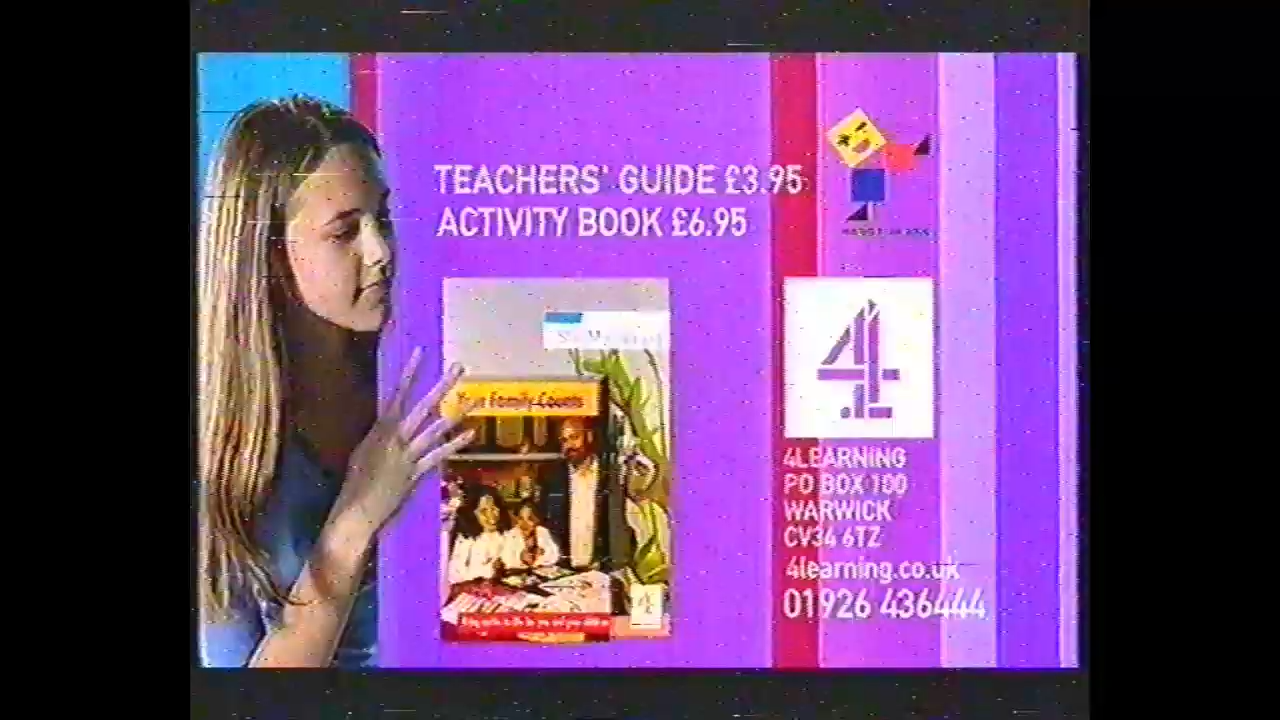 TEACHERS' GUIDE £3.95
ACTIVITY BOOK £6.95
Your Family Counts
4
4LEARNING
PO BOX 100
WARWICK
CV34 6TZ
4learning.co.uk
01926 436444